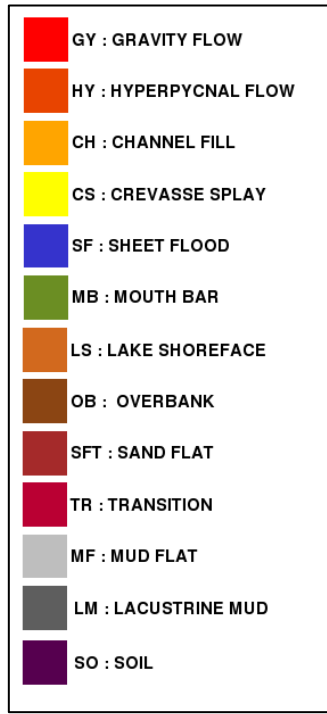 GY : GRAVITY FLOW
HY : HYPERPYCNAL FLOW
CH : CHANNEL FILL
CS : CREVASSE SPLAY
SF : SHEET FLOOD
MB : MOUTH BAR
LS : LAKE SHOREFACE
OB : OVERBANK
SFT : SAND FLAT
TR : TRANSITION
MF : MUD FLAT
LM : LACUSTRINE MUD
SO : SOIL